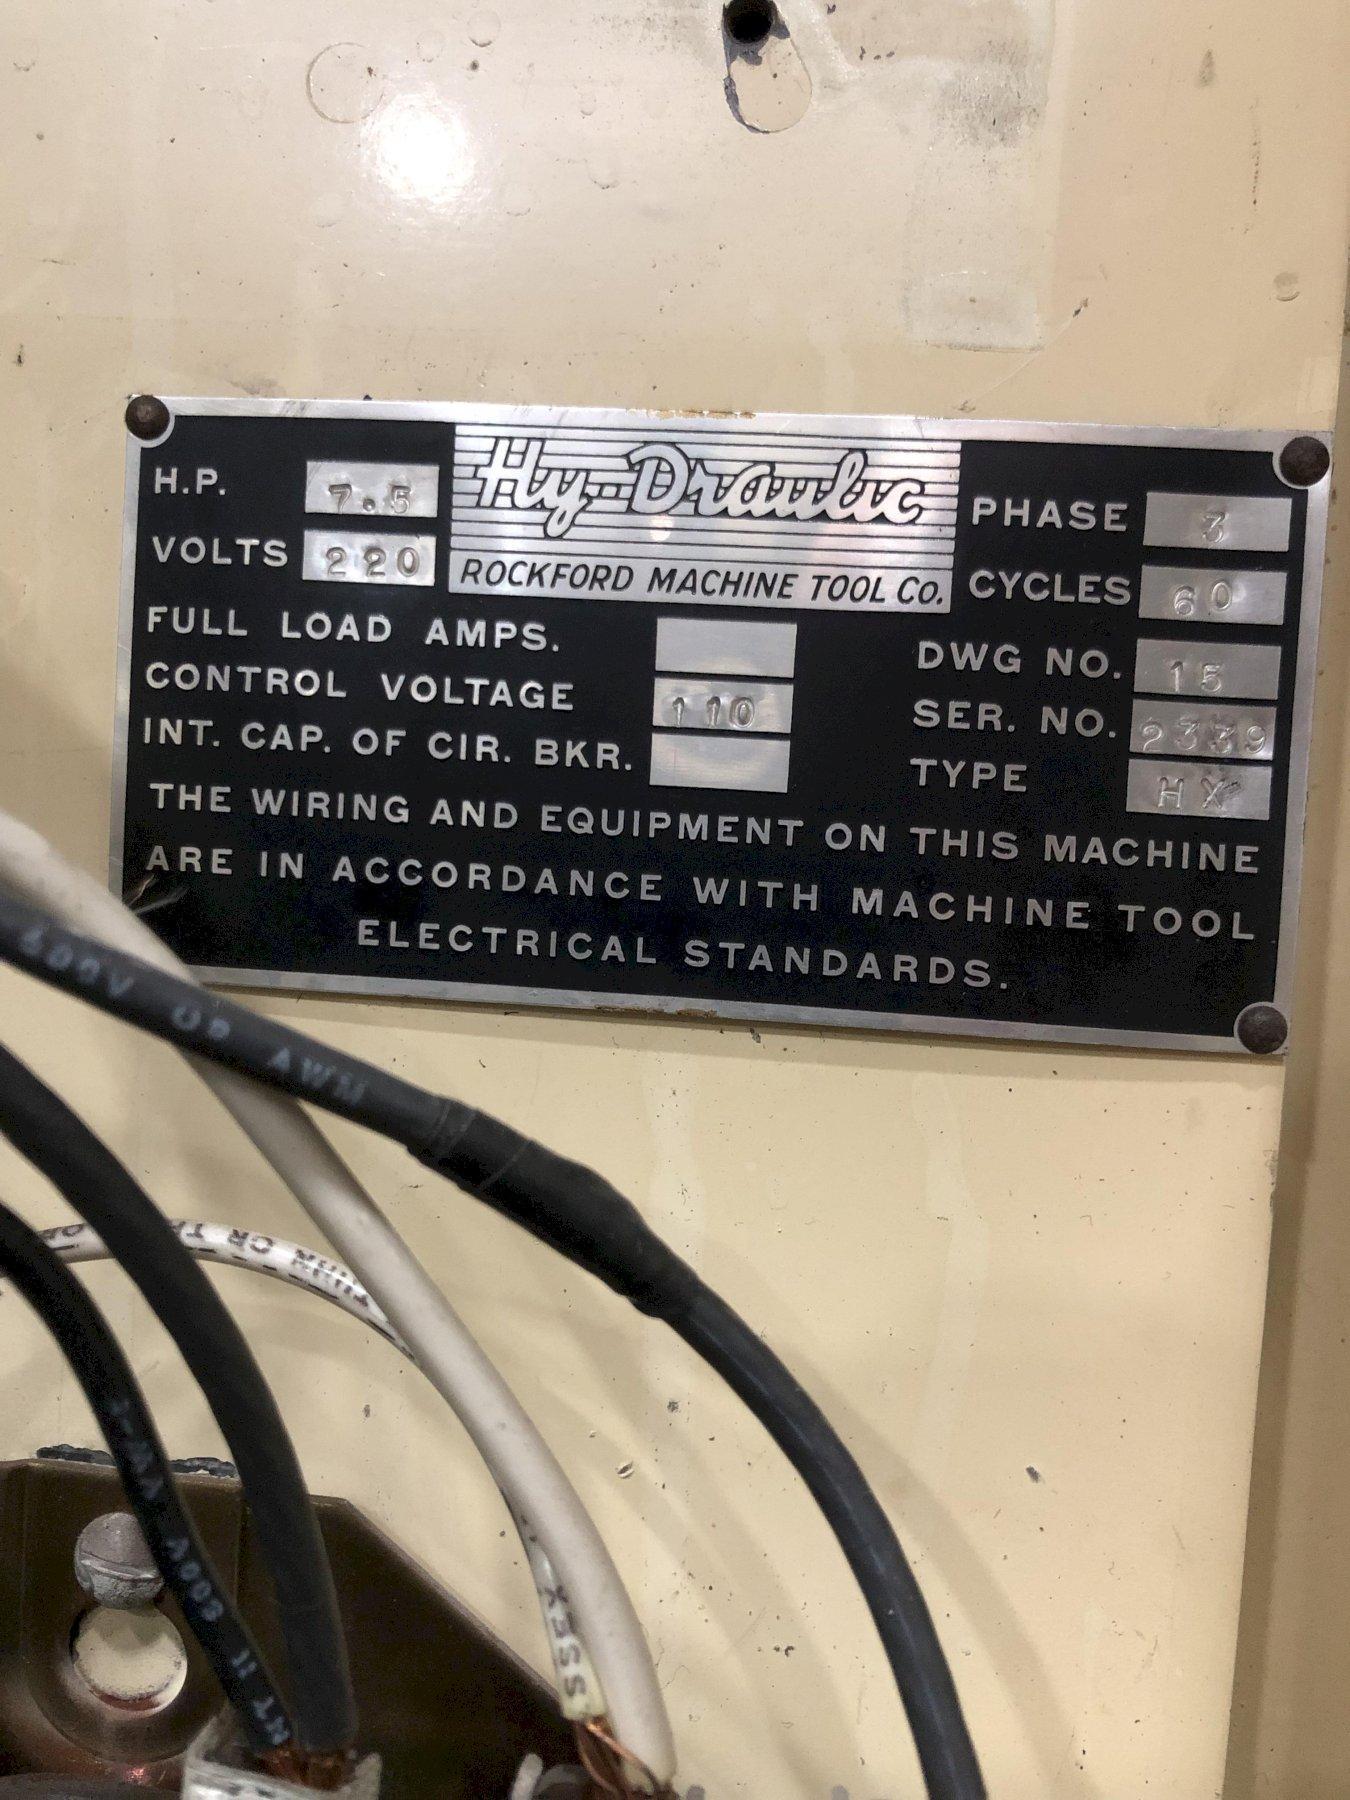 H.P. 7.5
Hy-Draulic
PHASE 3
VOLTS 220
ROCKFORD MACHINE TOOL CO.
CYCLES 60
FULL LOAD AMPS.
DWG NO. 15
CONTROL VOLTAGE 110
SER. NO. 2339
INT. CAP. OF CIR. BKR.
TYPE HX
THE WIRING AND EQUIPMENT ON THIS MACHINE
ARE IN ACCORDANCE WITH MACHINE TOOL
ELECTRICAL STANDARDS.
600V OR AWM